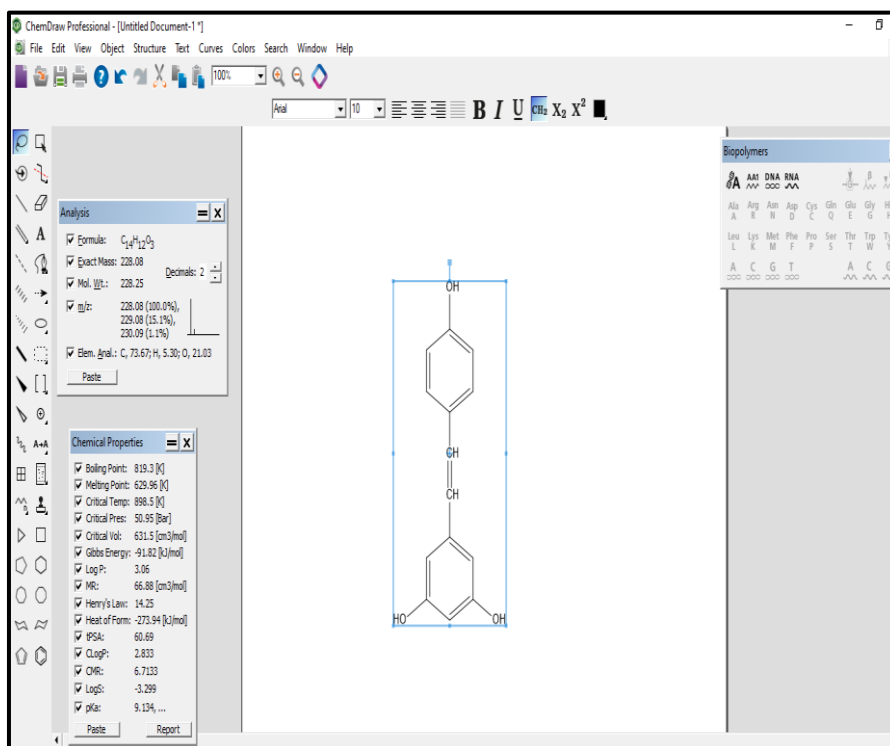 ChemDraw Professional - [Untitled Document-1 *]
File Edit View Object Structure Text Curves Colors Search Window Help
100%
Arial 10 B I U CH₂ X₂ X²
A
A→A
Analysis
Formula: C₁₄H₁₂O₃
Exact Mass: 228.08
Decimals: 2
Mol. Wt.: 228.25
m/z: 228.08 (100.0%),
229.08 (15.1%),
230.09 (1.1%)
Elem. Anal.: C, 73.67; H, 5.30; O, 21.03
Paste
Chemical Properties
Boiling Point: 819.3 [K]
Melting Point: 629.96 [K]
Critical Temp: 898.5 [K]
Critical Pres: 50.95 [Bar]
Critical Vol: 631.5 [cm3/mol]
Gibbs Energy: -91.82 [kJ/mol]
Log P: 3.06
MR: 66.88 [cm3/mol]
Henry's Law: 14.25
Heat of Form: -273.94 [kJ/mol]
tPSA: 60.69
CLogP: 2.833
CMR: 6.7133
LogS: -3.299
pKa: 9.134, ...
Paste Report
OH
CH
CH
HO OH
Biopolymers
AA1 DNA RNA
β
Ala Arg Asn Asp Cys Gln Glu Gly
A R N D C Q E G
Leu Lys Met Phe Pro Ser Thr Trp
L K M F P S T W
A C G T A C